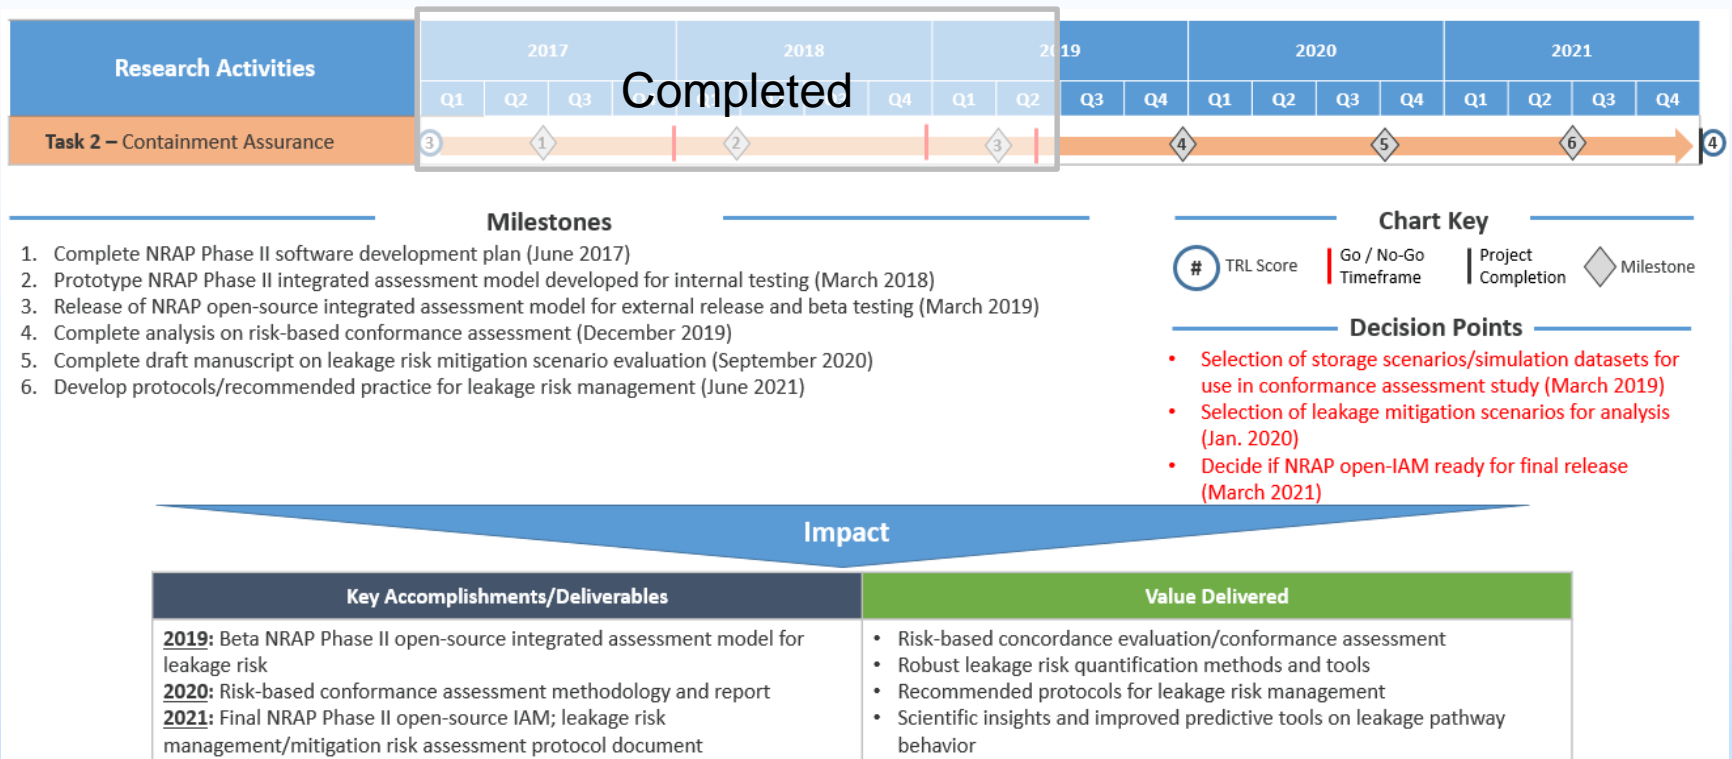 Research Activities
2017 2018 2019 2020 2021
Completed
Q1 Q2 Q3 Q4 Q1 Q2 Q3 Q4 Q1 Q2 Q3 Q4 Q1 Q2 Q3 Q4
Task 2 – Containment Assurance
3 1 2 3 4 5 6 4
Milestones
1. Complete NRAP Phase II software development plan (June 2017)
2. Prototype NRAP Phase II integrated assessment model developed for internal testing (March 2018)
3. Release of NRAP open-source integrated assessment model for external release and beta testing (March 2019)
4. Complete analysis on risk-based conformance assessment (December 2019)
5. Complete draft manuscript on leakage risk mitigation scenario evaluation (September 2020)
6. Develop protocols/recommended practice for leakage risk management (June 2021)
Chart Key
# TRL Score
Go / No-Go
Timeframe
Project
Completion
Milestone
Decision Points
• Selection of storage scenarios/simulation datasets for
use in conformance assessment study (March 2019)
• Selection of leakage mitigation scenarios for analysis
(Jan. 2020)
• Decide if NRAP open-IAM ready for final release
(March 2021)
Impact
Key Accomplishments/Deliverables
2019: Beta NRAP Phase II open-source integrated assessment model for
leakage risk
2020: Risk-based conformance assessment methodology and report
2021: Final NRAP Phase II open-source IAM; leakage risk
management/mitigation risk assessment protocol document
Value Delivered
• Risk-based concordance evaluation/conformance assessment
• Robust leakage risk quantification methods and tools
• Recommended protocols for leakage risk management
• Scientific insights and improved predictive tools on leakage pathway
behavior